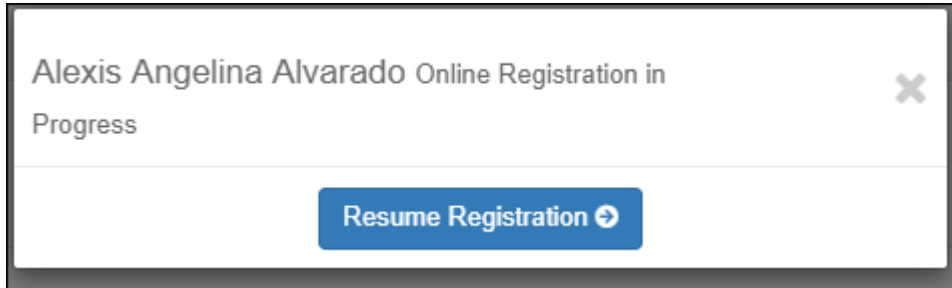 Alexis Angelina Alvarado Online Registration in
Progress
Resume Registration